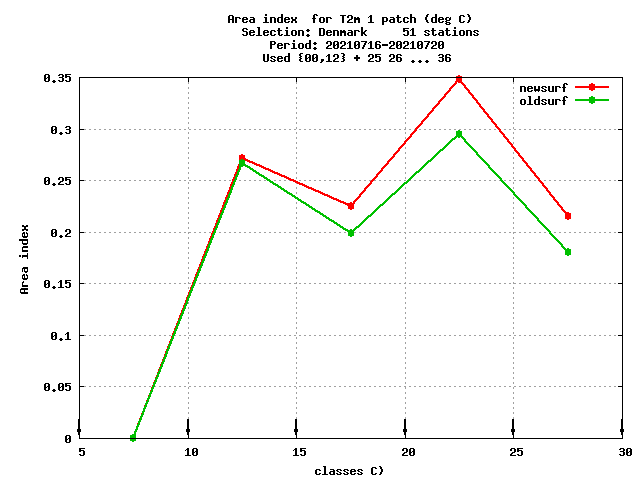 Area index  for T2m 1 patch (deg C)
Selection: Denmark     51 stations
Period: 20210716-20210720
Used {00,12} + 25 26 ... 36
newsurf
oldsurf
0.35
0.3
0.25
0.2
0.15
0.1
0.05
0
Area index
5
10
15
20
25
30
classes C)